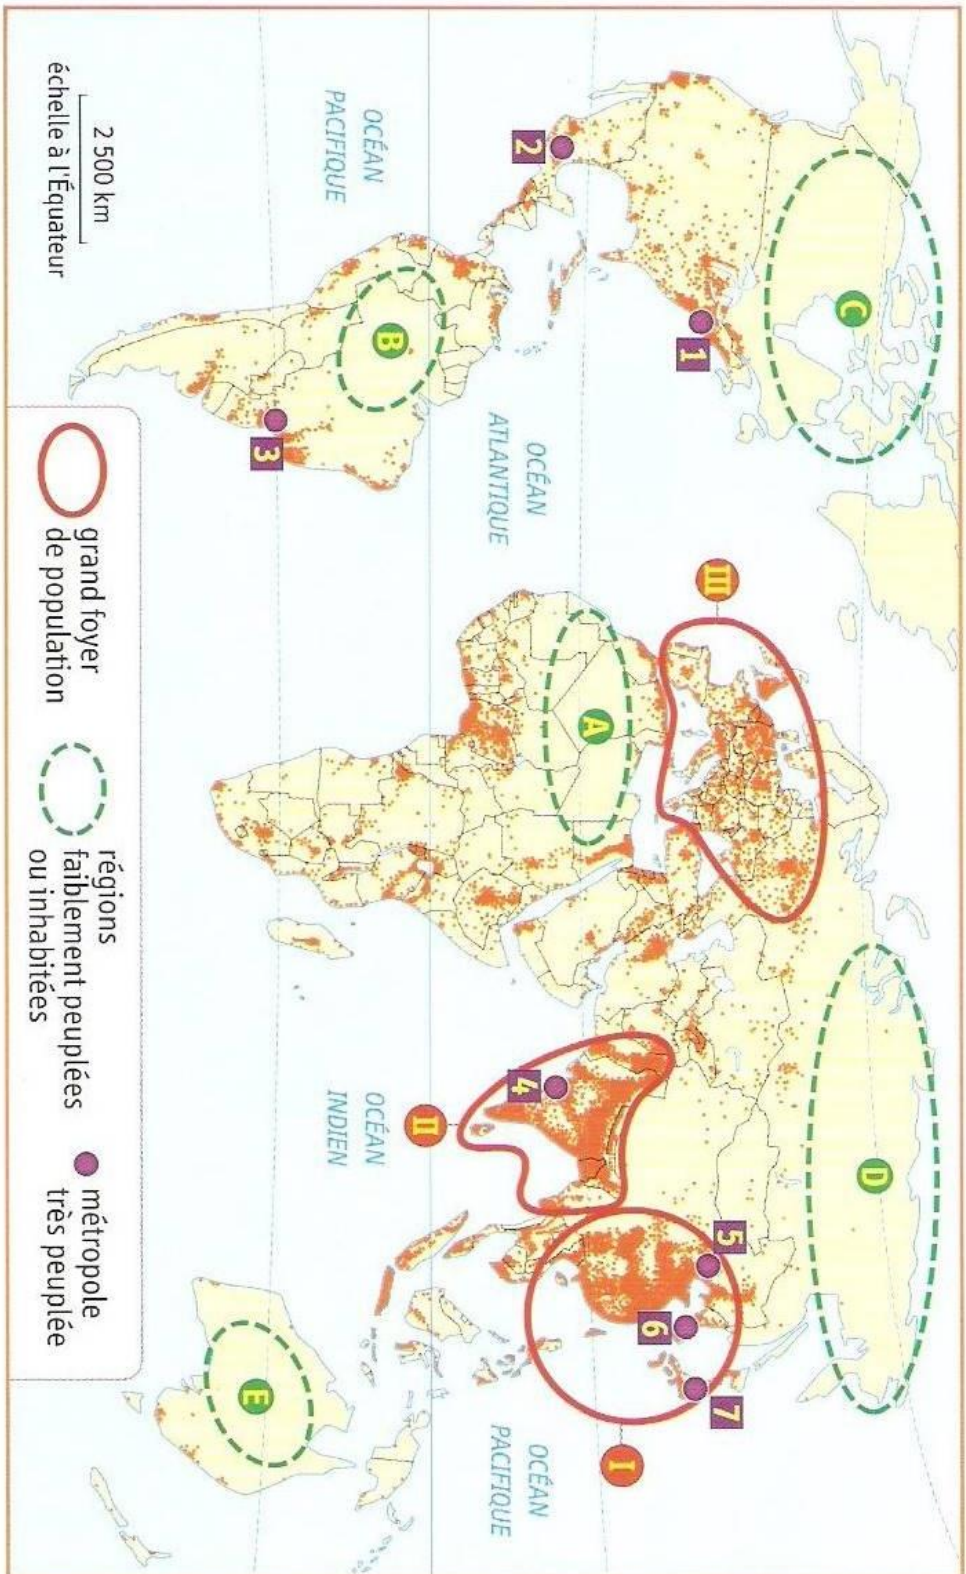 C
D
III
1
5
6
7
I
2
A
4
OCÉAN
PACIFIQUE
OCÉAN
ATLANTIQUE
OCÉAN
PACIFIQUE
B
II
OCÉAN
INDIEN
3
E
2 500 km
échelle à l'Équateur
grand foyer
de population
régions
faiblement peuplées
ou inhabitées
métropole
très peuplée